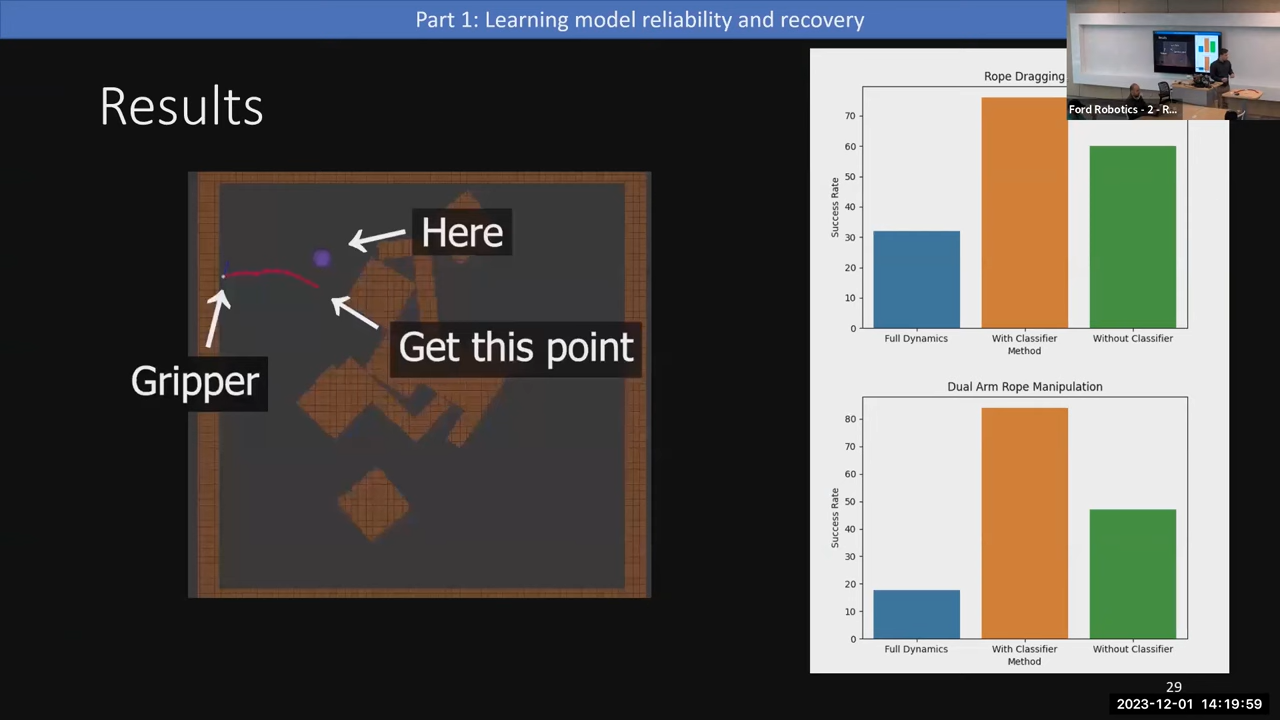 Part 1: Learning model reliability and recovery
Results
Here
Get this point
Gripper
Rope Dragging
Success Rate
70
60
50
40
30
20
10
0
Full Dynamics
With Classifier
Without Classifier
Method
Dual Arm Rope Manipulation
Success Rate
80
70
60
50
40
30
20
10
0
Full Dynamics
With Classifier
Without Classifier
Method
Ford Robotics - 2 - R...
29
2023-12-01 14:19:59